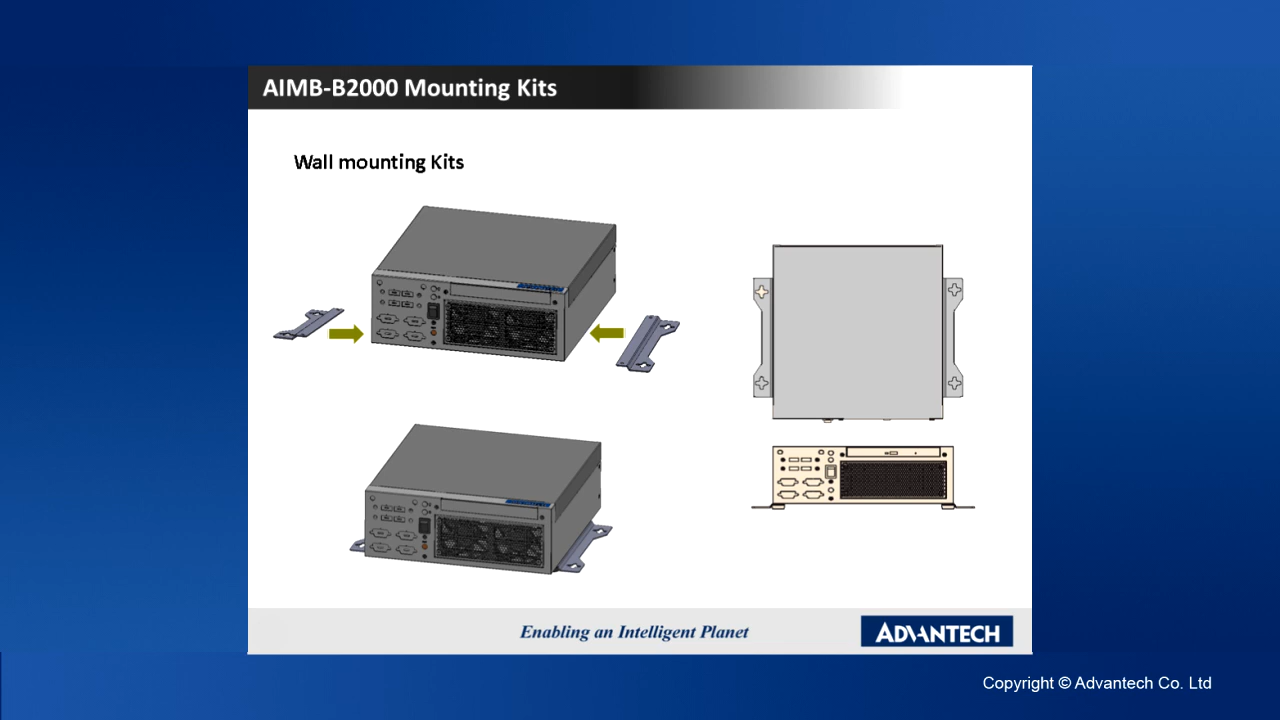 AIMB-B2000 Mounting Kits
Wall mounting Kits
Enabling an Intelligent Planet
ADVANTECH
Copyright © Advantech Co. Ltd